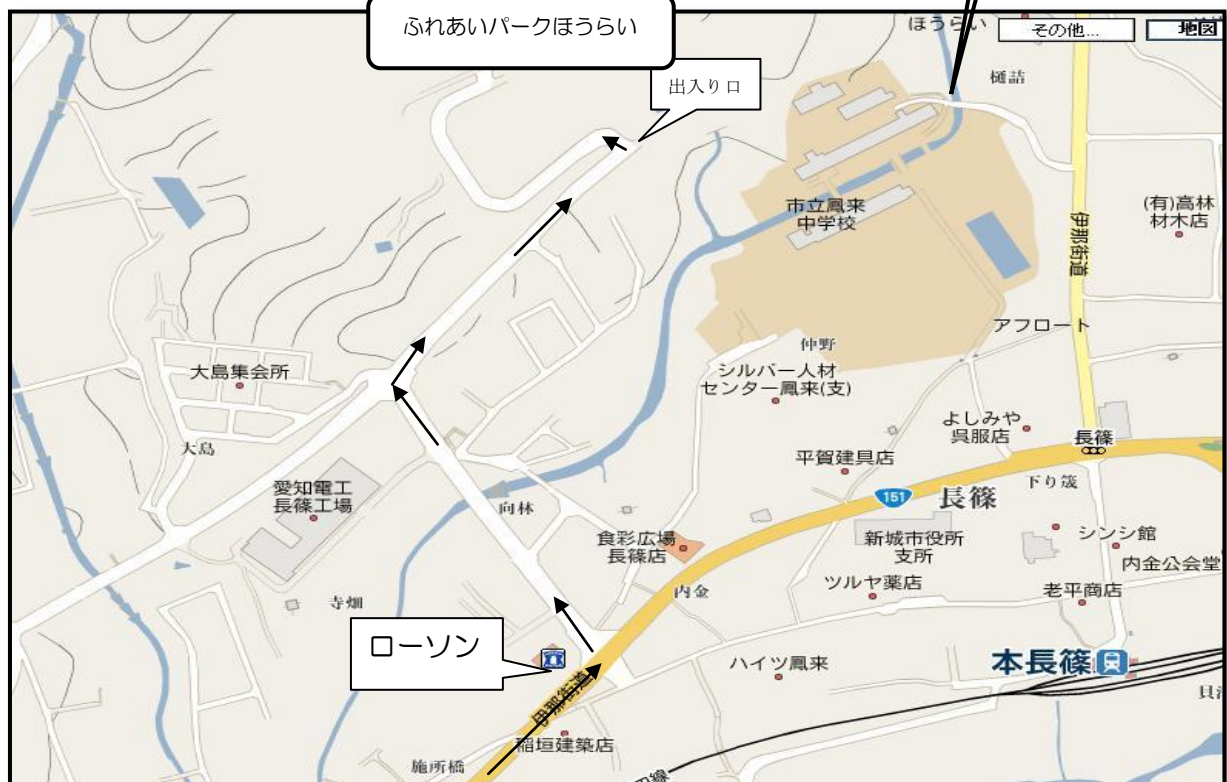 ふれあいパークほうらい
ほうらい
その他...
地図
出入り口
樋詰
市立鳳来
中学校
(有)高林
材木店
伊那街道
アフロート
仲野
大島集会所
シルバー人材
センター鳳来(支)
よしみや
呉服店
長篠
大島
平賀建具店
下り筬
愛知電工
長篠工場
151
長篠
向林
食彩広場
長篠店
新城市役所
支所
シンシ館
内金公会堂
ツルヤ薬店
老平商店
内金
寺畑
ローソン
ハイツ鳳来
本長篠
伊那街道
稲垣建築店
施所橋